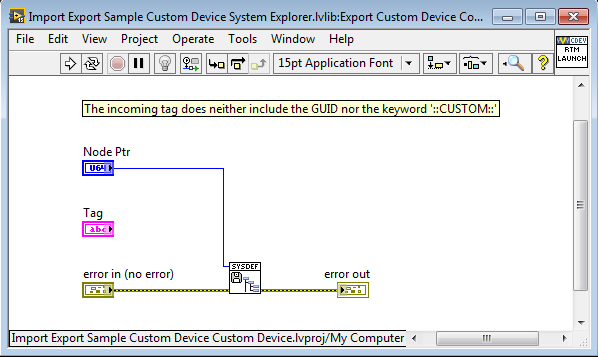 Import Export Sample Custom Device System Explorer.lvlib:Export Custom Device Co...
File Edit View Project Operate Tools Window Help
15pt Application Font
CDEV
RTM
LAUNCH
The incoming tag does neither include the GUID nor the keyword '::CUSTOM::'
Node Ptr
U64
Tag
abc
SYSDEF
error in (no error)
error out
Import Export Sample Custom Device Custom Device.lvproj/My Computer